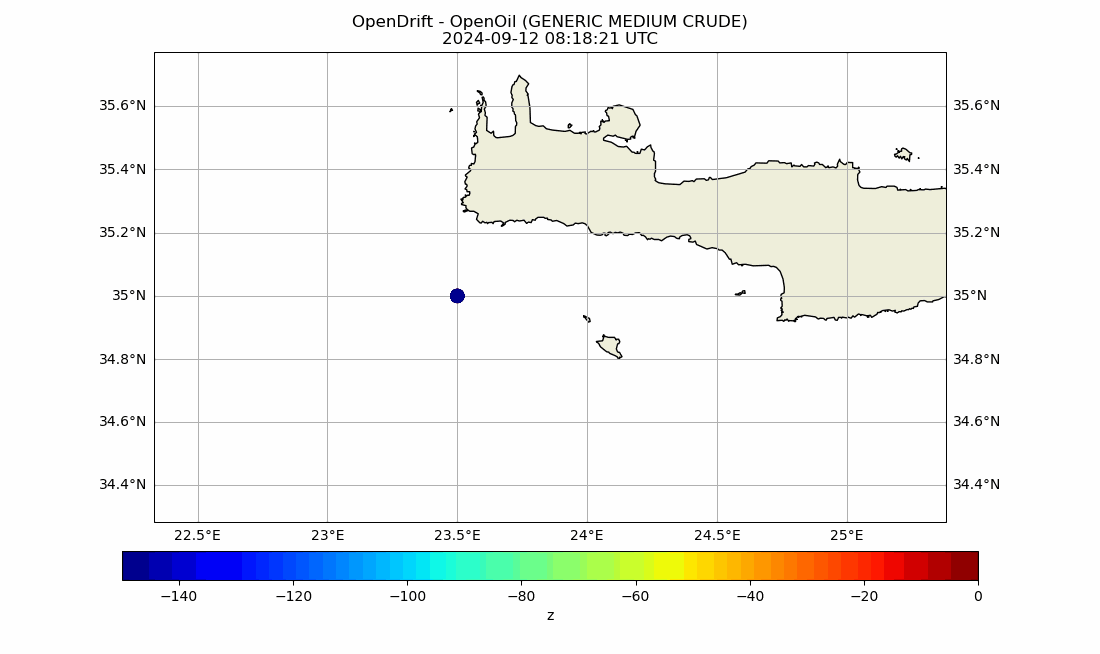 OpenDrift - OpenOil (GENERIC MEDIUM CRUDE)
2024-09-12 08:18:21 UTC
35.6°N 35.6°N
35.4°N 35.4°N
35.2°N 35.2°N
35°N 35°N
34.8°N 34.8°N
34.6°N 34.6°N
34.4°N 34.4°N
22.5°E 23°E 23.5°E 24°E 24.5°E 25°E
−140 −120 −100 −80 −60 −40 −20 0
z